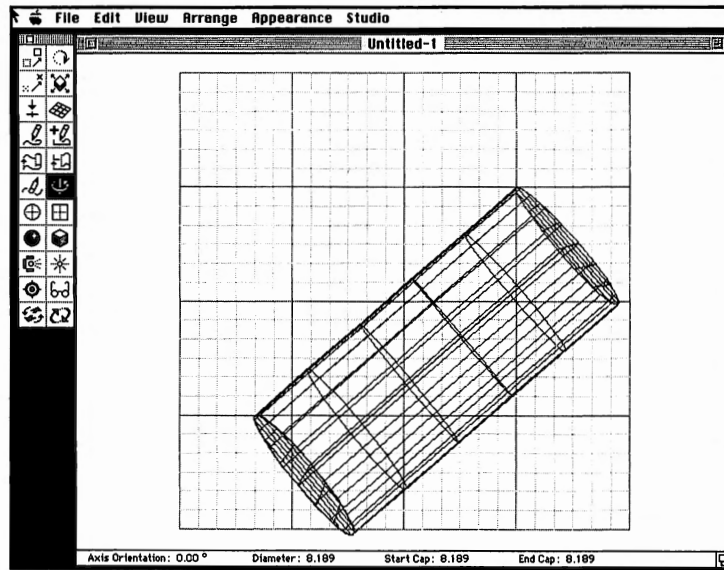 File Edit View Arrange Appearance Studio
Untitled-1
Axis Orientation: 0.00 ° Diameter: 8.189 Start Cap: 8.189 End Cap: 8.189